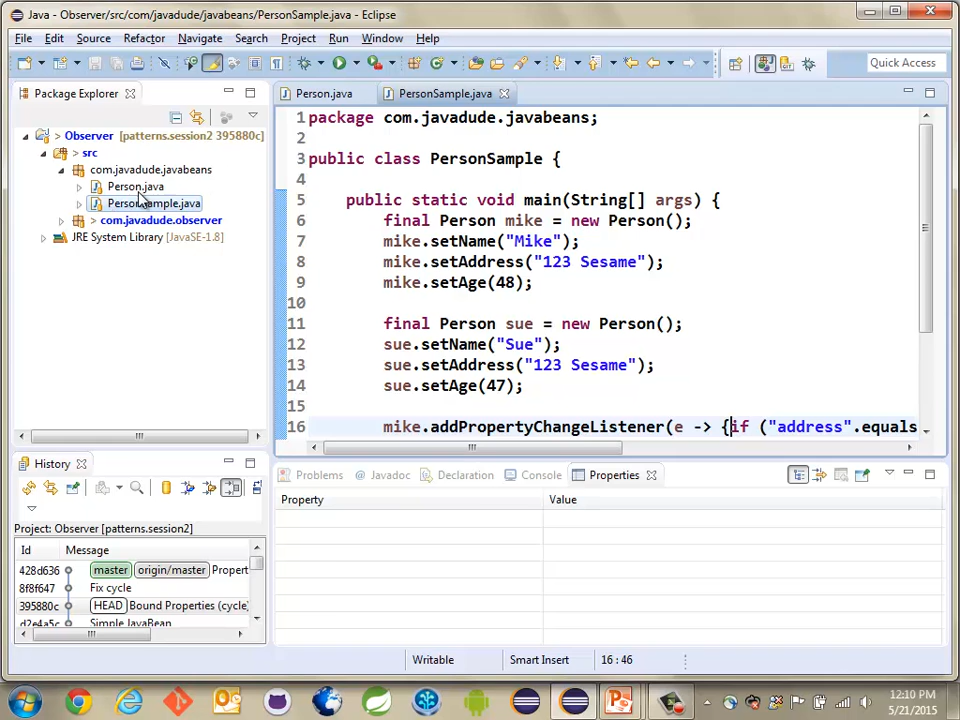 Java - Observer/src/com/javadude/javabeans/PersonSample.java - Eclipse
File Edit Source Refactor Navigate Search Project Run Window Help
Quick Access
Package Explorer
Person.java PersonSample.java
> Observer [patterns.session2 395880c]
> src
com.javadude.javabeans
Person.java
PersonSample.java
> com.javadude.observer
JRE System Library [JavaSE-1.8]
1 package com.javadude.javabeans;
2
3 public class PersonSample {
4
5 public static void main(String[] args) {
6 final Person mike = new Person();
7 mike.setName("Mike");
8 mike.setAddress("123 Sesame");
9 mike.setAge(48);
10
11 final Person sue = new Person();
12 sue.setName("Sue");
13 sue.setAddress("123 Sesame");
14 sue.setAge(47);
15
16 mike.addPropertyChangeListener(e -> {if ("address".equals
History
Project: Observer [patterns.session2]
Id Message
428d636 master origin/master Propert
8f8f647 Fix cycle
395880c HEAD Bound Properties (cycle)
d2e4a5c Simple JavaBean
Problems @ Javadoc Declaration Console Properties
Property Value
Writable Smart Insert 16 : 46
12:10 PM
5/21/2015